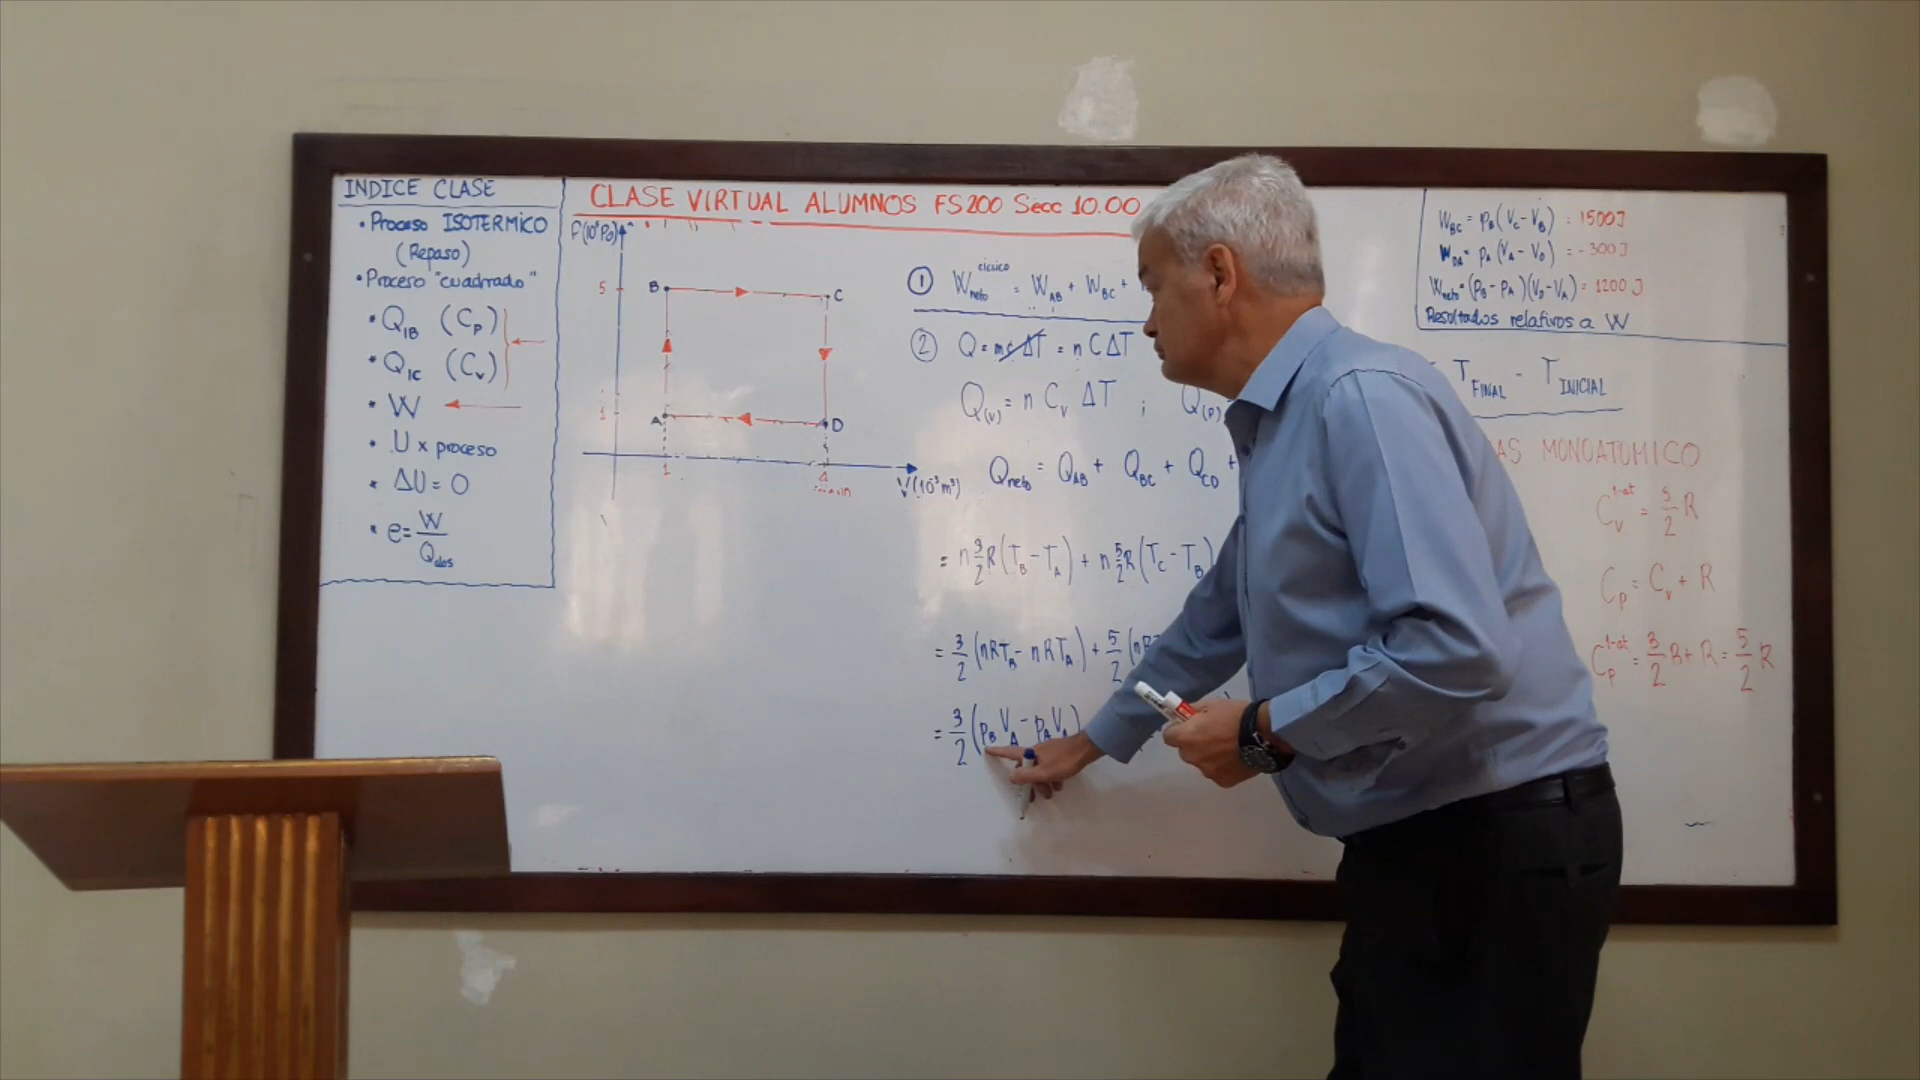 INDICE CLASE
• Proceso ISOTERMICO
(Repaso)
• Proceso "cuadrado"
• Q_IB (C_p)
• Q_IC (C_v)
• W
• U x proceso
• ΔU = 0
• e = W / Q_abs
CLASE VIRTUAL ALUMNOS FS200 Secc 10.00
5
B
C
1
A
D
1
V (10⁻³ m³)
① W_neto^cíclico = W_AB + W_BC +
② Q = mcΔT = n C ΔT
Q_(v) = n C_v ΔT ; Q_(p)
Q_neto = Q_AB + Q_BC + Q_CD +
= n 3/2 R (T_B - T_A) + n 5/2 R (T_C - T_B)
= 3/2 (nRT_B - nRT_A) + 5/2 (nR
= 3/2 (p_B V_A - p_A V_A)
W_BC = p_B (V_C - V_B) = 1500 J
W_DA = p_A (V_A - V_D) = -300 J
W_neto = (p_B - p_A)(V_D - V_A) = 1200 J
Resultados relativos a W
T_FINAL - T_INICIAL
AS MONOATOMICO
C_v^1-at = 5/2 R
C_p = C_v + R
C_p^1-at = 3/2 R + R = 5/2 R